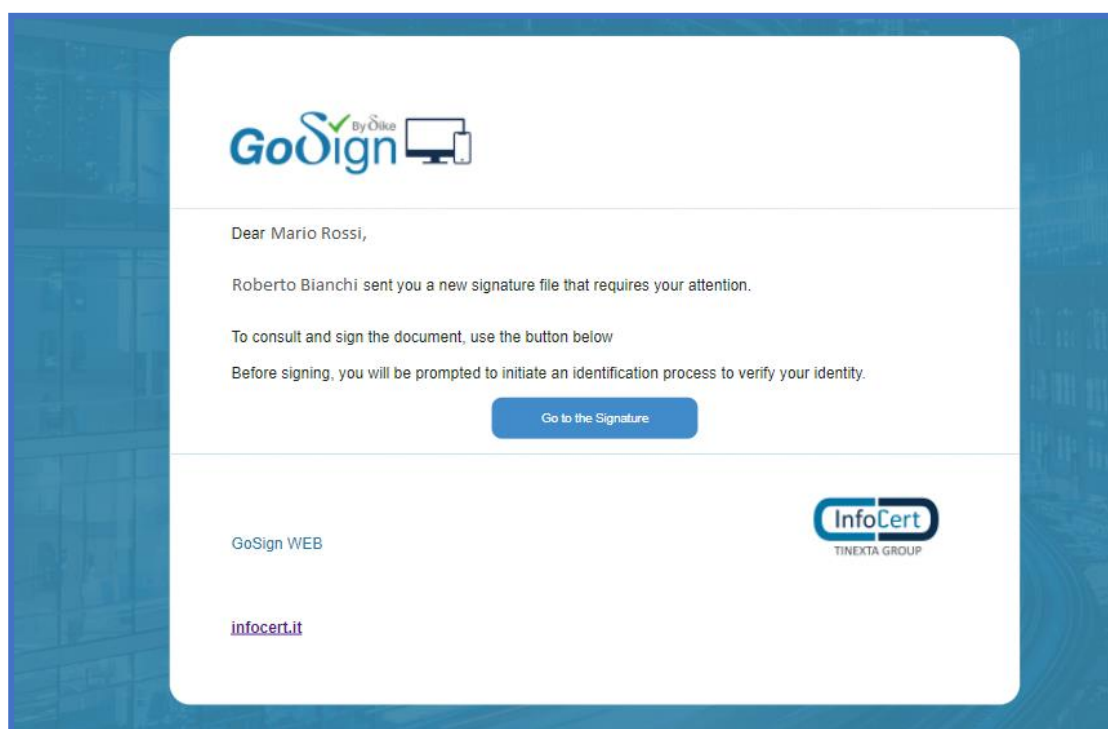 GoSign By Dike
Dear Mario Rossi,
Roberto Bianchi sent you a new signature file that requires your attention.
To consult and sign the document, use the button below
Before signing, you will be prompted to initiate an identification process to verify your identity.
Go to the Signature
InfoCert
TINEXTA GROUP
GoSign WEB
infocert.it